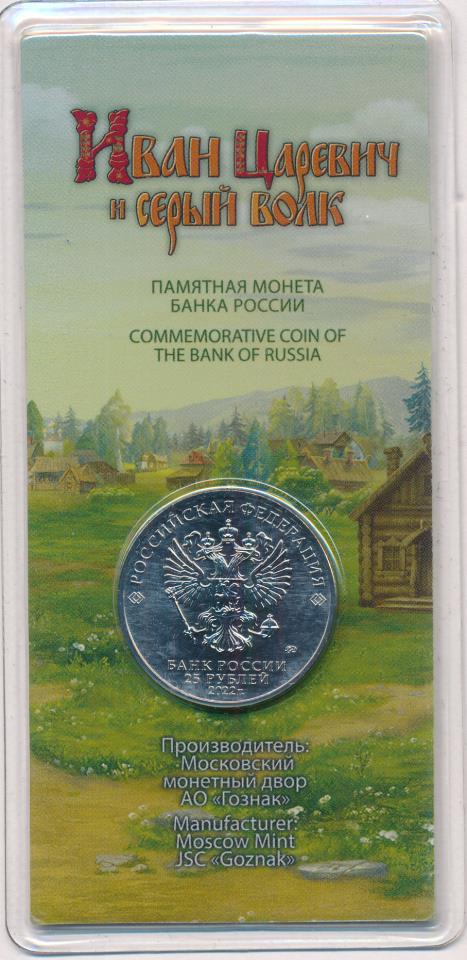 Иван Царевич
и серый волк
ПАМЯТНАЯ МОНЕТА
БАНКА РОССИИ
COMMEMORATIVE COIN OF
THE BANK OF RUSSIA
РОССИЙСКАЯ ФЕДЕРАЦИЯ
БАНК РОССИИ
25 РУБЛЕЙ
2022 г.
Производитель:
Московский
монетный двор
АО «Гознак»
Manufacturer:
Moscow Mint
JSC «Goznak»